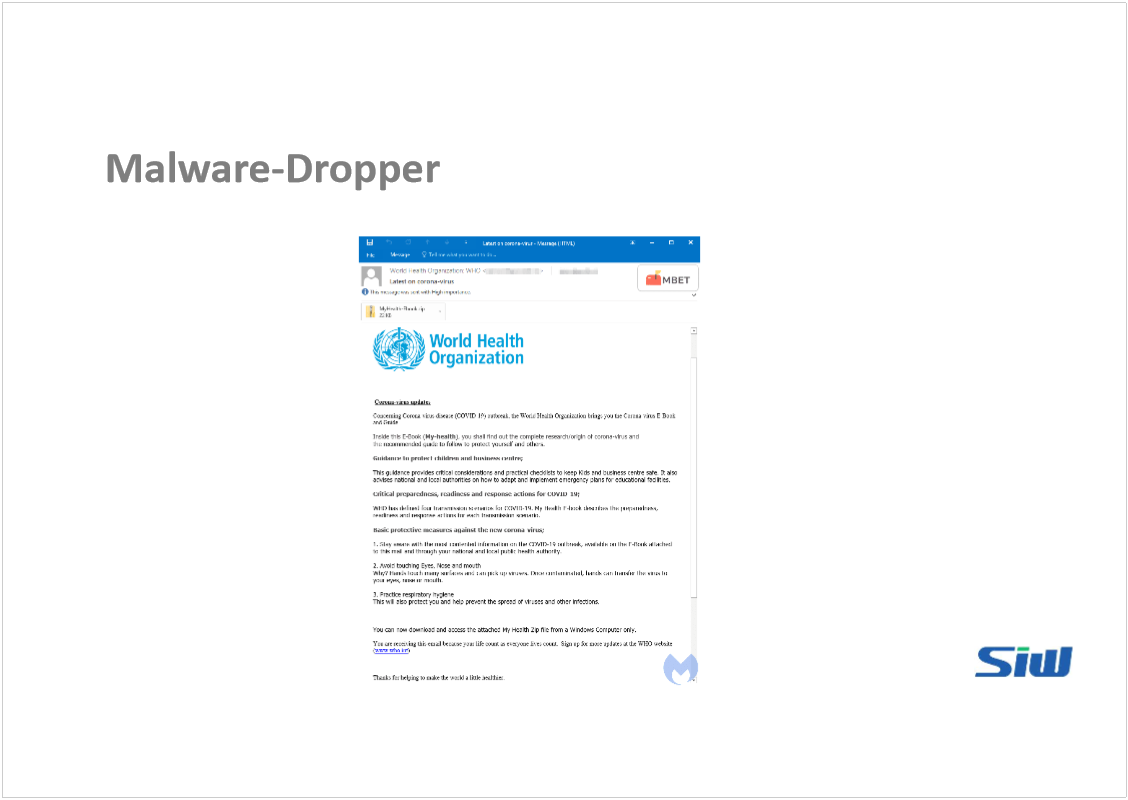 Malware-Dropper
Latest on corona-virus - Message (HTML)
File Message Tell me what you want to do...
World Health Organization: WHO <
Latest on corona-virus
MBET
This message was sent with High importance.
MyHealth-Ebook.zip
World Health
Organization
Corona-virus updates
Concerning Corona-virus disease (COVID-19) outbreak, the World Health Organization brings you the Corona-virus E-Book
and Guide
Inside this E-Book (My-health), you shall find out the complete research/origin of corona-virus and
the recommended guide to follow to protect yourself and others.
Guidance to protect children and business centre;
This guidance provides critical considerations and practical checklists to keep Kids and business centre safe. It also
advises national and local authorities on how to adapt and implement emergency plans for educational facilities.
Critical preparedness, readiness and response actions for COVID-19;
WHO has defined four transmission scenarios for COVID-19. My Health E-book describes the preparedness,
readiness and response actions for each transmission scenario.
Basic protective measures against the new corona-virus;
1. Stay aware with the most contented information on the COVID-19 outbreak, available on the E-Book attached
to this mail and through your national and local public health authority.
2. Avoid touching Eyes, Nose and mouth
Why? Hands touch many surfaces and can pick up viruses. Once contaminated, hands can transfer the virus to
your eyes, nose or mouth.
3. Practice respiratory hygiene
This will also protect you and help prevent the spread of viruses and other infections.
You can now download and access the attached My Health Zip file from a Windows Computer only.
You are receiving this email because your life count as everyone lives count. Sign up for more updates at the WHO website
(www.who.int)
Thanks for helping to make the world a little healthier.
SiW